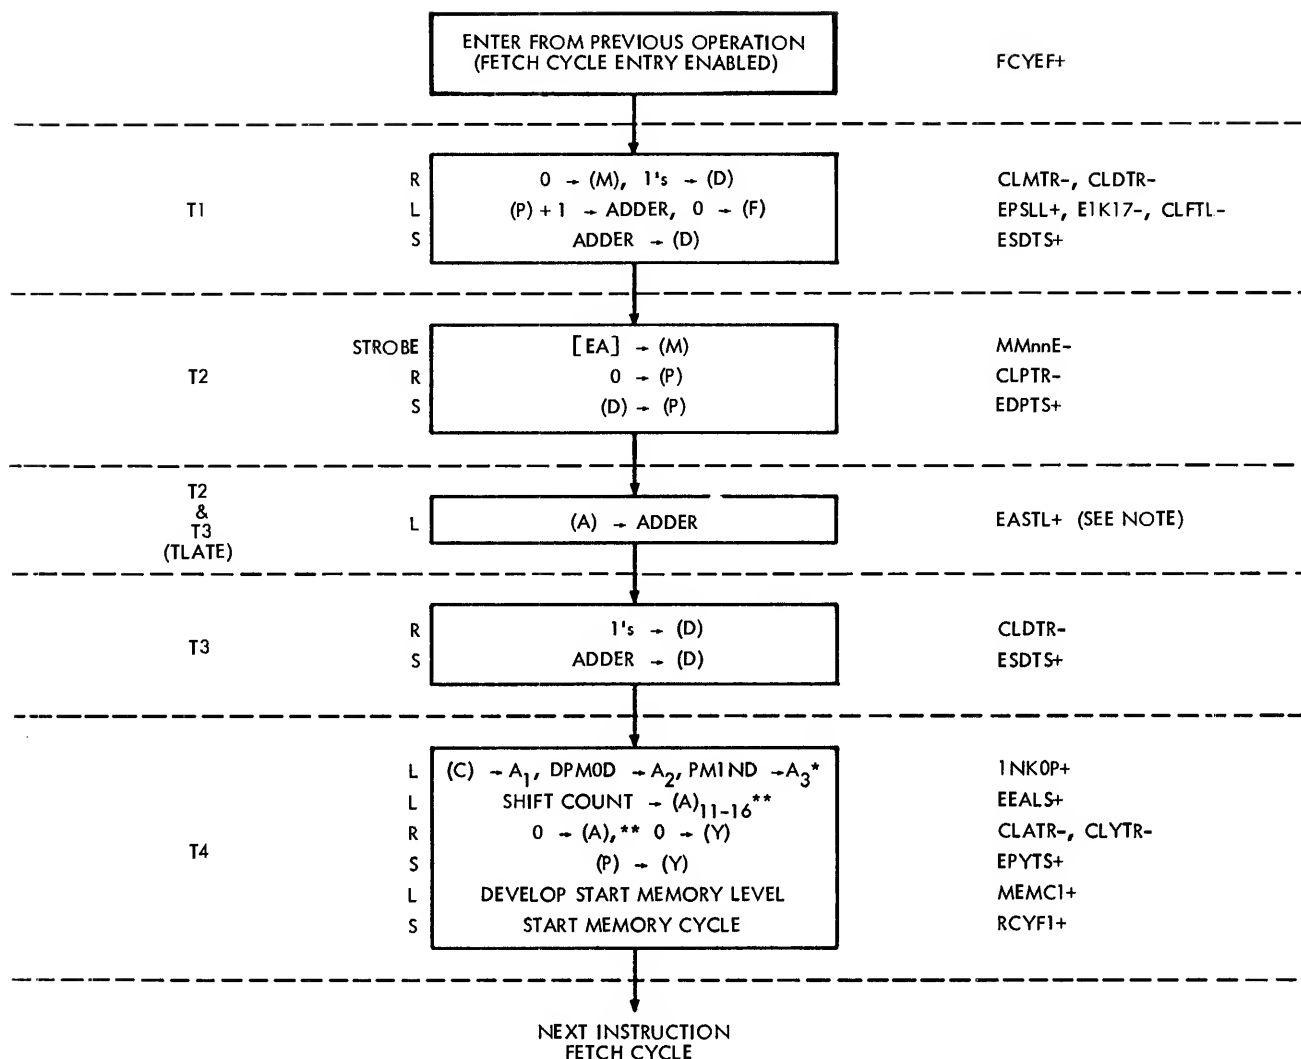 ENTER FROM PREVIOUS OPERATION
(FETCH CYCLE ENTRY ENABLED)
FCYEF+
T1
R
0 → (M), 1's → (D)
CLMTR-, CLDTR-
L
(P) + 1 → ADDER, 0 → (F)
EPSLL+, E1K17-, CLFTL-
S
ADDER → (D)
ESDTS+
T2
STROBE
[EA] → (M)
MMnnE-
R
0 → (P)
CLPTR-
S
(D) → (P)
EDPTS+
T2
&
T3
(TLATE)
L
(A) → ADDER
EASTL+ (SEE NOTE)
T3
R
1's → (D)
CLDTR-
S
ADDER → (D)
ESDTS+
T4
L
(C) → A1, DPM0D → A2, PM1ND → A3*
1NK0P+
L
SHIFT COUNT → (A)11-16**
EEALS+
R
0 → (A),** 0 → (Y)
CLATR-, CLYTR-
S
(P) → (Y)
EPYTS+
L
DEVELOP START MEMORY LEVEL
MEMC1+
S
START MEMORY CYCLE
RCYF1+
NEXT INSTRUCTION
FETCH CYCLE